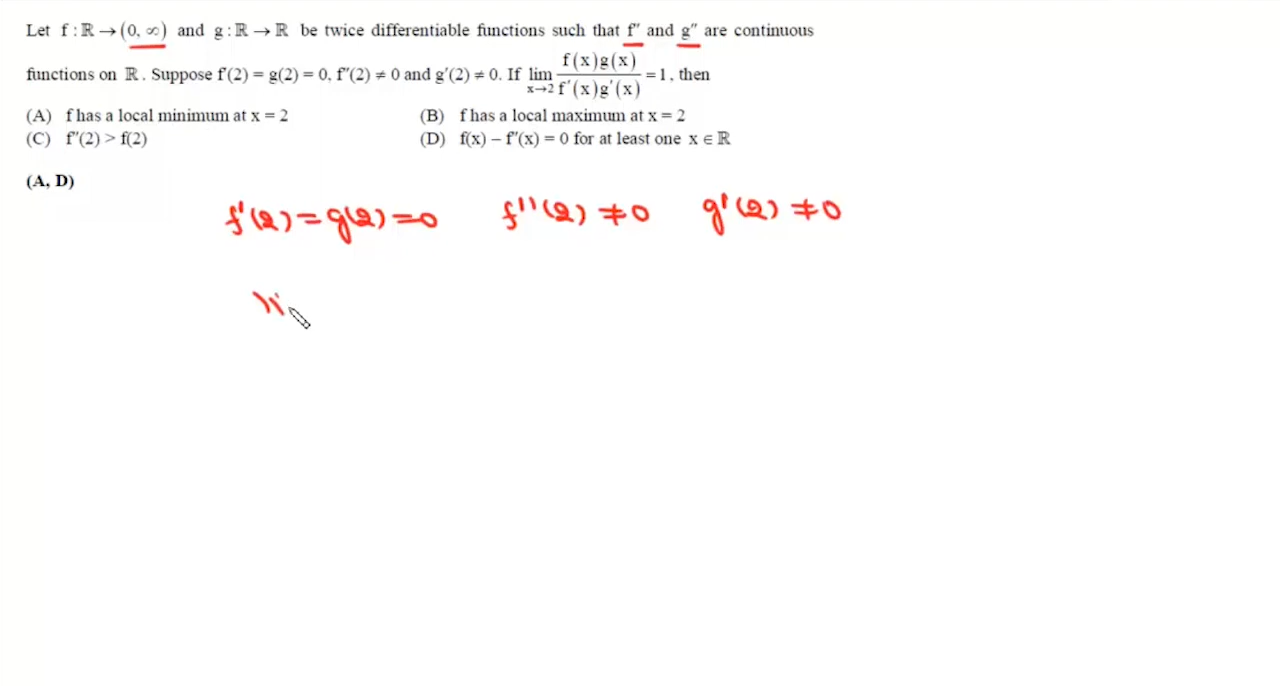 Let f : ℝ → (0, ∞) and g : ℝ → ℝ be twice differentiable functions such that f″ and g″ are continuous
functions on ℝ. Suppose f′(2) = g(2) = 0, f″(2) ≠ 0 and g′(2) ≠ 0. If lim x→2 f(x)g(x) / f′(x)g′(x) = 1, then
(A) f has a local minimum at x = 2 (B) f has a local maximum at x = 2
(C) f″(2) > f(2) (D) f(x) – f″(x) = 0 for at least one x ∈ ℝ
(A, D)
f'(2) = g(2) = 0 f''(2) ≠ 0 g'(2) ≠ 0